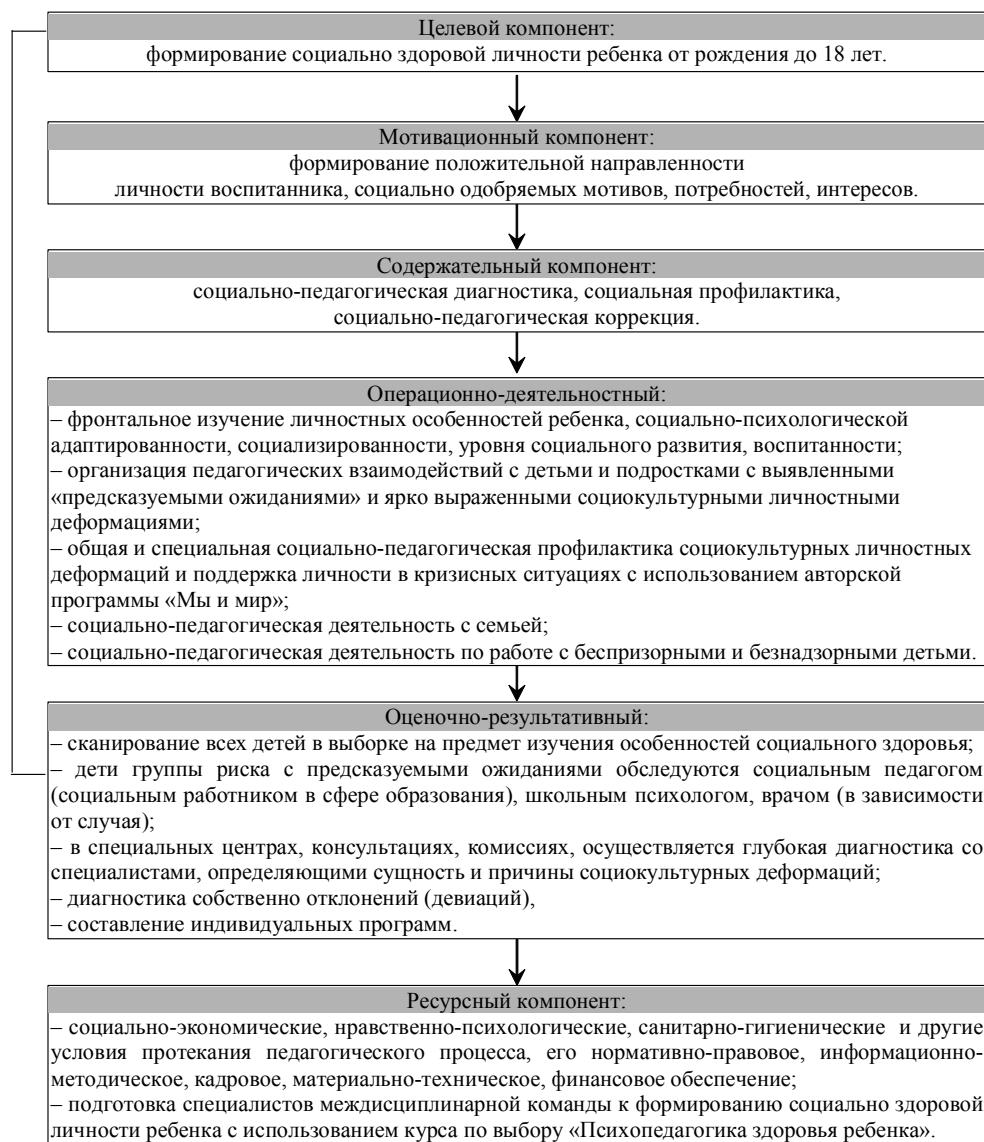 Целевой компонент:
формирование социально здоровой личности ребенка от рождения до 18 лет.
Мотивационный компонент:
формирование положительной направленности
личности воспитанника, социально одобряемых мотивов, потребностей, интересов.
Содержательный компонент:
социально-педагогическая диагностика, социальная профилактика,
социально-педагогическая коррекция.
Операционно-деятельностный:
– фронтальное изучение личностных особенностей ребенка, социально-психологической
адаптированности, социализированности, уровня социального развития, воспитанности;
– организация педагогических взаимодействий с детьми и подростками с выявленными
«предсказуемыми ожиданиями» и ярко выраженными социокультурными личностными
деформациями;
– общая и специальная социально-педагогическая профилактика социокультурных личностных
деформаций и поддержка личности в кризисных ситуациях с использованием авторской
программы «Мы и мир»;
– социально-педагогическая деятельность с семьей;
– социально-педагогическая деятельность по работе с беспризорными и безнадзорными детьми.
Оценочно-результативный:
– сканирование всех детей в выборке на предмет изучения особенностей социального здоровья;
– дети группы риска с предсказуемыми ожиданиями обследуются социальным педагогом
(социальным работником в сфере образования), школьным психологом, врачом (в зависимости
от случая);
– в специальных центрах, консультациях, комиссиях, осуществляется глубокая диагностика со
специалистами, определяющими сущность и причины социокультурных деформаций;
– диагностика собственно отклонений (девиаций),
– составление индивидуальных программ.
Ресурсный компонент:
– социально-экономические, нравственно-психологические, санитарно-гигиенические и другие
условия протекания педагогического процесса, его нормативно-правовое, информационно-
методическое, кадровое, материально-техническое, финансовое обеспечение;
– подготовка специалистов междисциплинарной команды к формированию социально здоровой
личности ребенка с использованием курса по выбору «Психопедагогика здоровья ребенка».